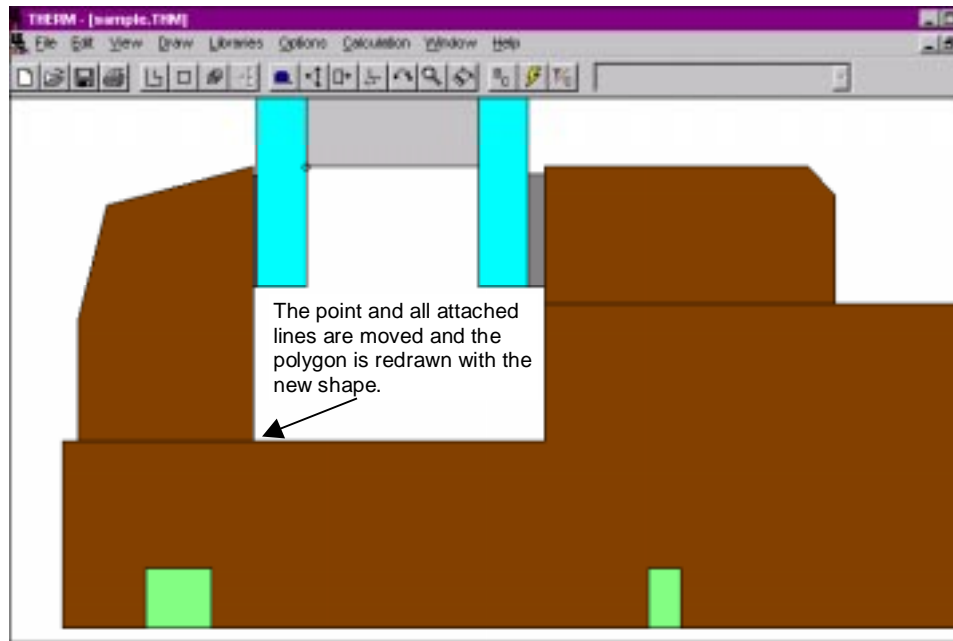 THERM - [sample.THM]
File Edit View Draw Libraries Options Calculation Window Help
The point and all attached
lines are moved and the
polygon is redrawn with the
new shape.